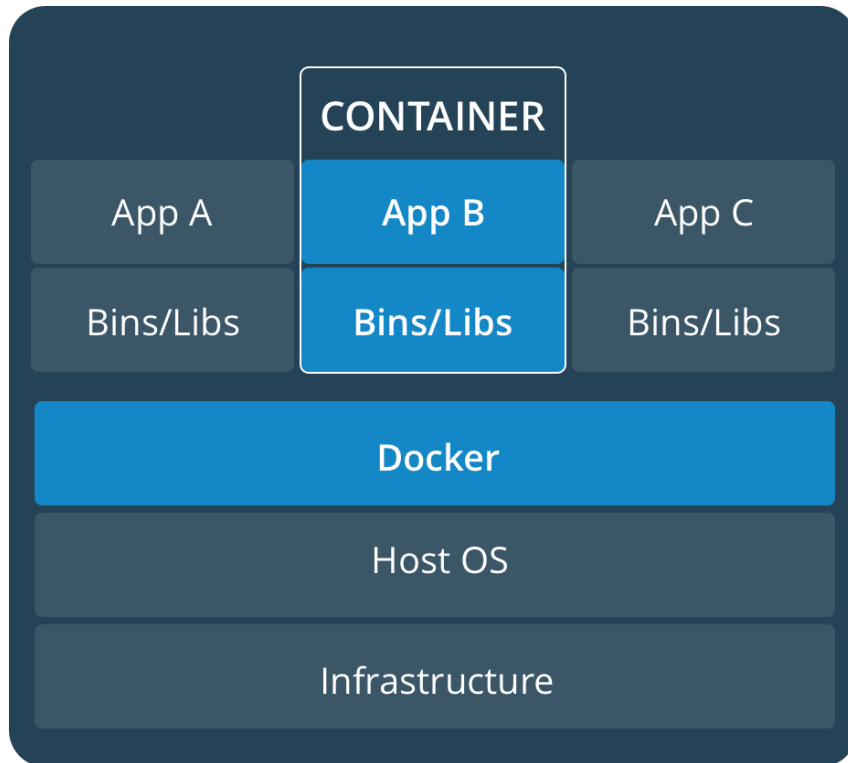 CONTAINER
App A
App B
App C
Bins/Libs
Bins/Libs
Bins/Libs
Docker
Host OS
Infrastructure